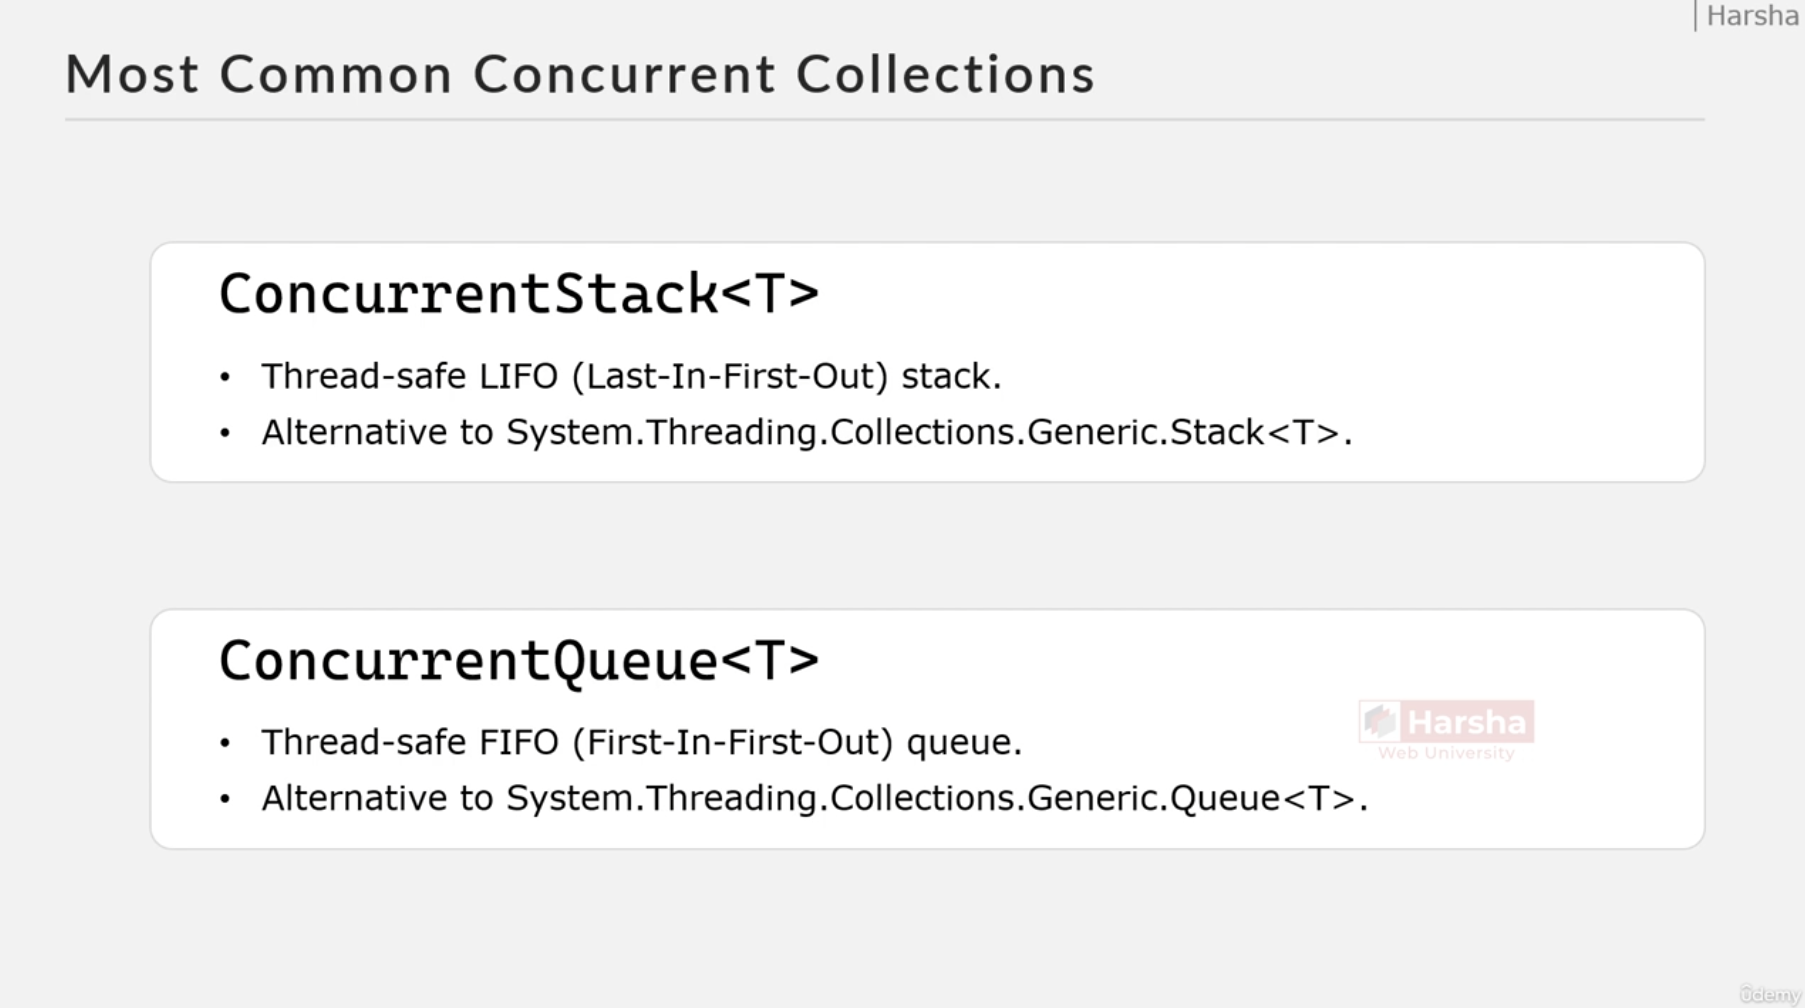 Harsha
Most Common Concurrent Collections
ConcurrentStack<T>
• Thread-safe LIFO (Last-In-First-Out) stack.
• Alternative to System.Threading.Collections.Generic.Stack<T>.
ConcurrentQueue<T>
• Thread-safe FIFO (First-In-First-Out) queue.
• Alternative to System.Threading.Collections.Generic.Queue<T>.
Harsha
Web University
ûdemy